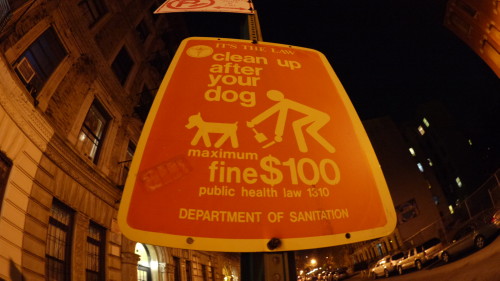 IT'S THE LAW
clean up
after
your
dog
maximum
fine $100
public health law 1310
DEPARTMENT OF SANITATION